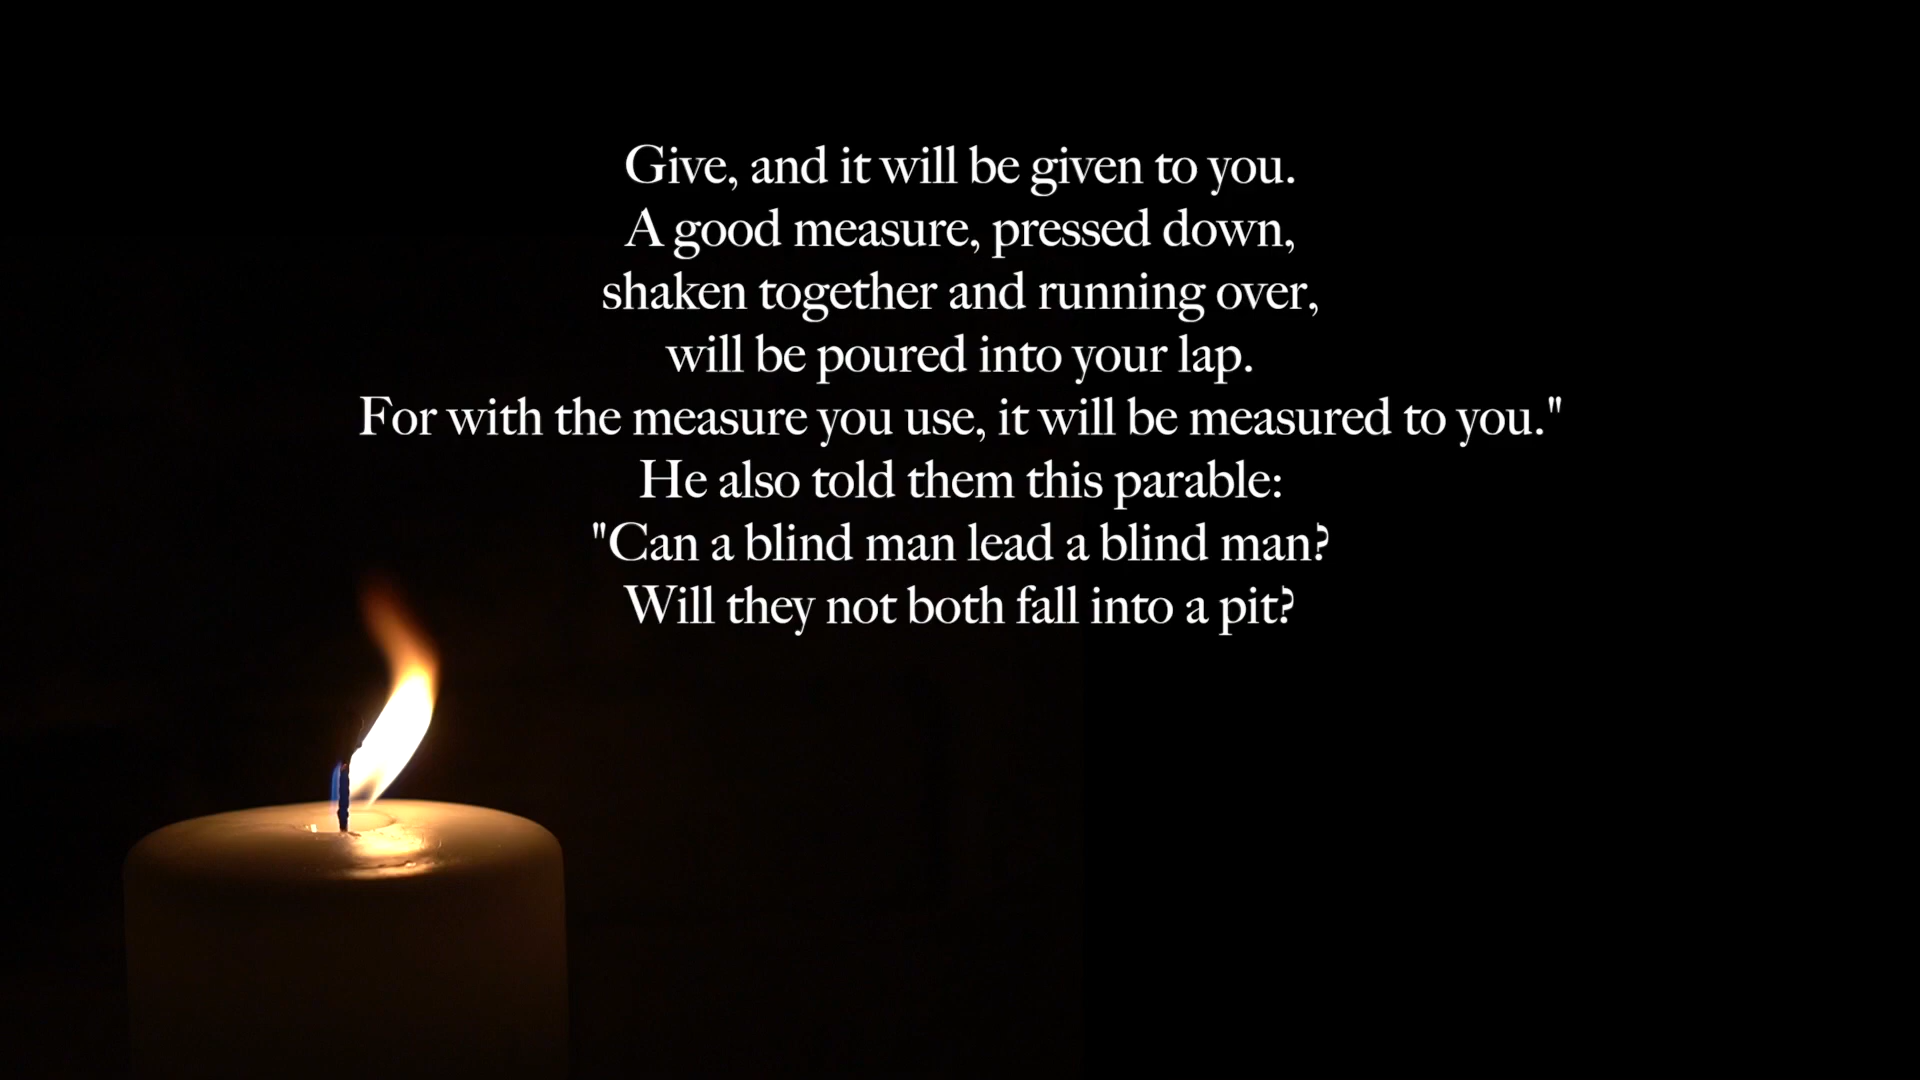 Give, and it will be given to you.
A good measure, pressed down,
shaken together and running over,
will be poured into your lap.
For with the measure you use, it will be measured to you."
He also told them this parable:
"Can a blind man lead a blind man?
Will they not both fall into a pit?